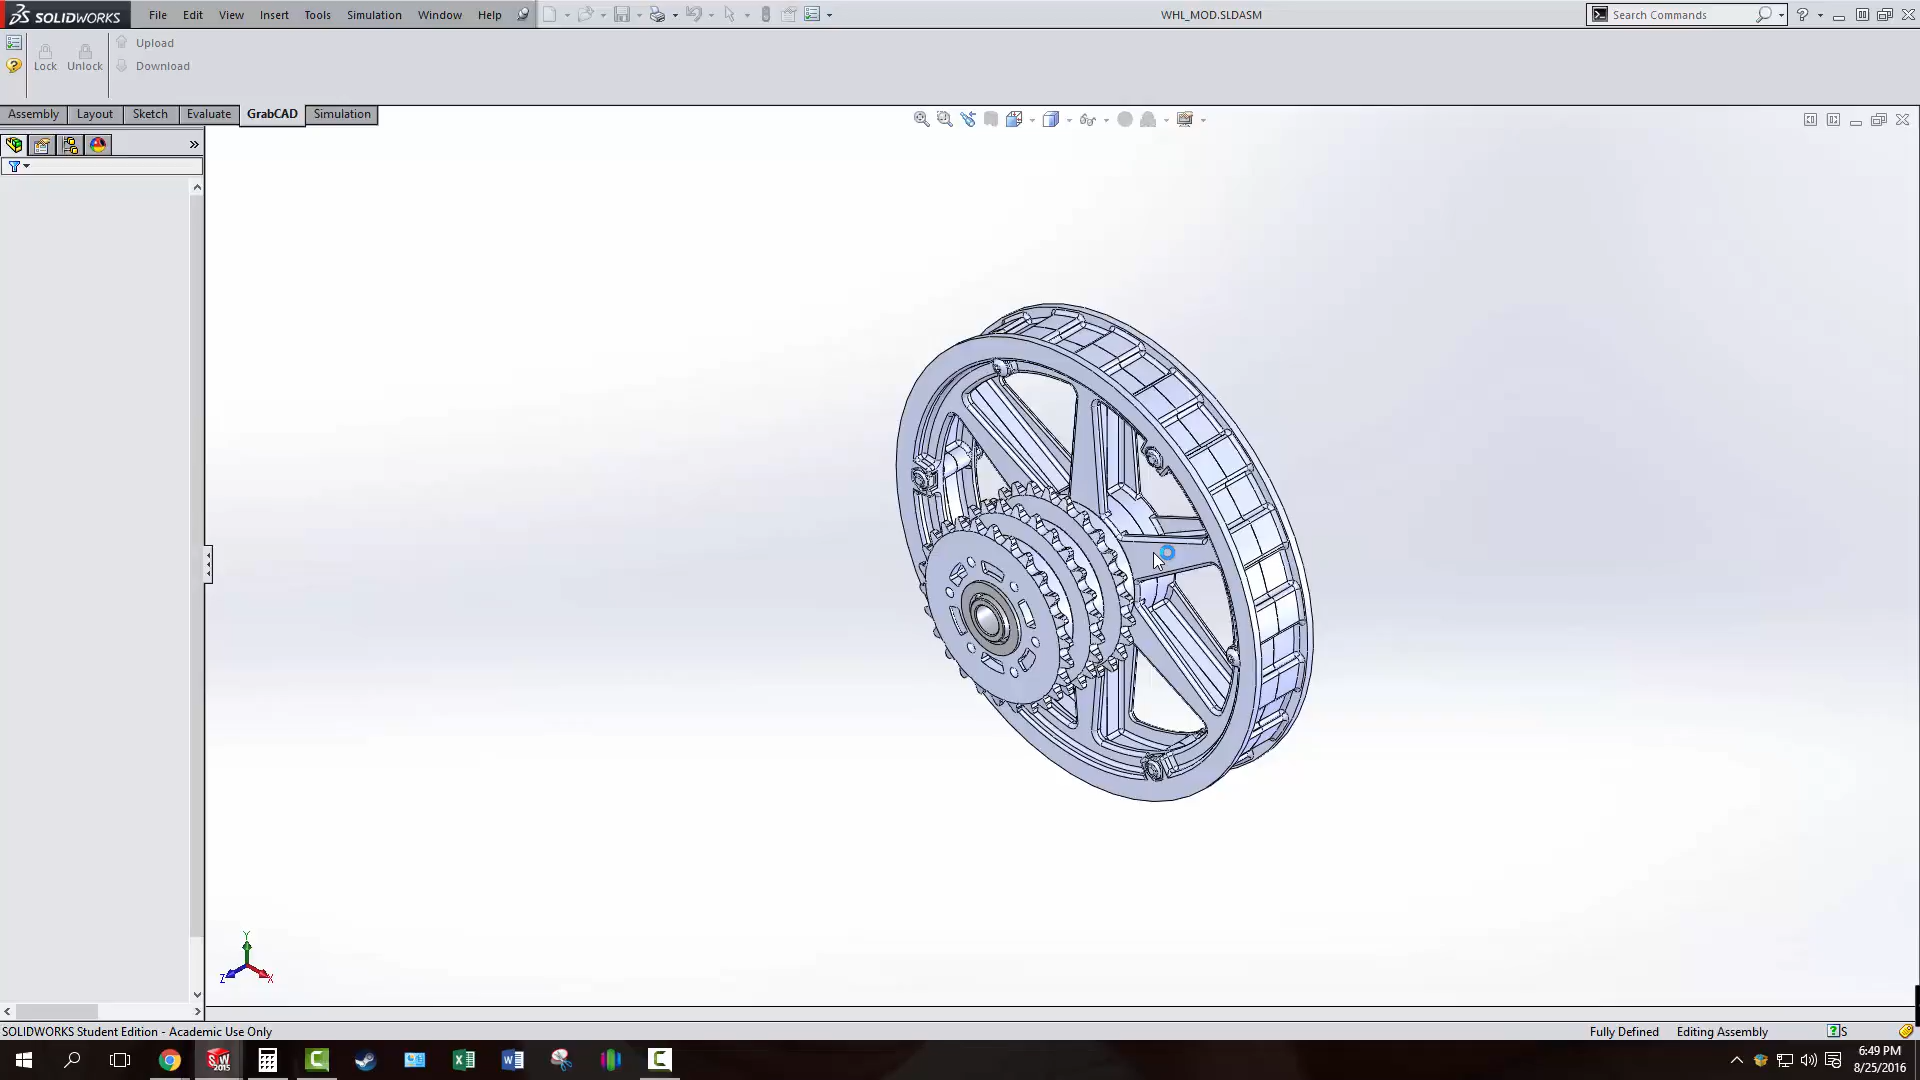 SOLIDWORKS File Edit View Insert Tools Simulation Window Help WHL_MOD.SLDASM Search Commands
Upload
Lock Unlock Download
Assembly Layout Sketch Evaluate GrabCAD Simulation
Y
Z X
SOLIDWORKS Student Edition - Academic Use Only Fully Defined Editing Assembly
6:49 PM
8/25/2016